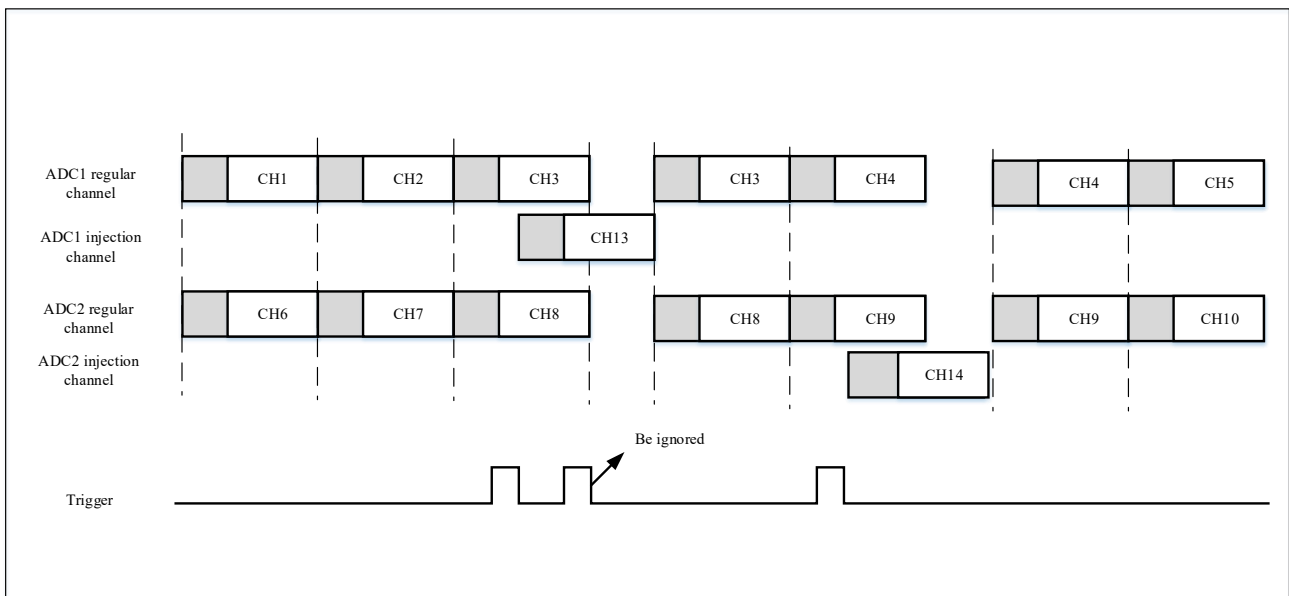 ADC1 regular
channel
CH1
CH2
CH3
CH3
CH4
CH4
CH5
ADC1 injection
channel
CH13
ADC2 regular
channel
CH6
CH7
CH8
CH8
CH9
CH9
CH10
ADC2 injection
channel
CH14
Be ignored
Trigger